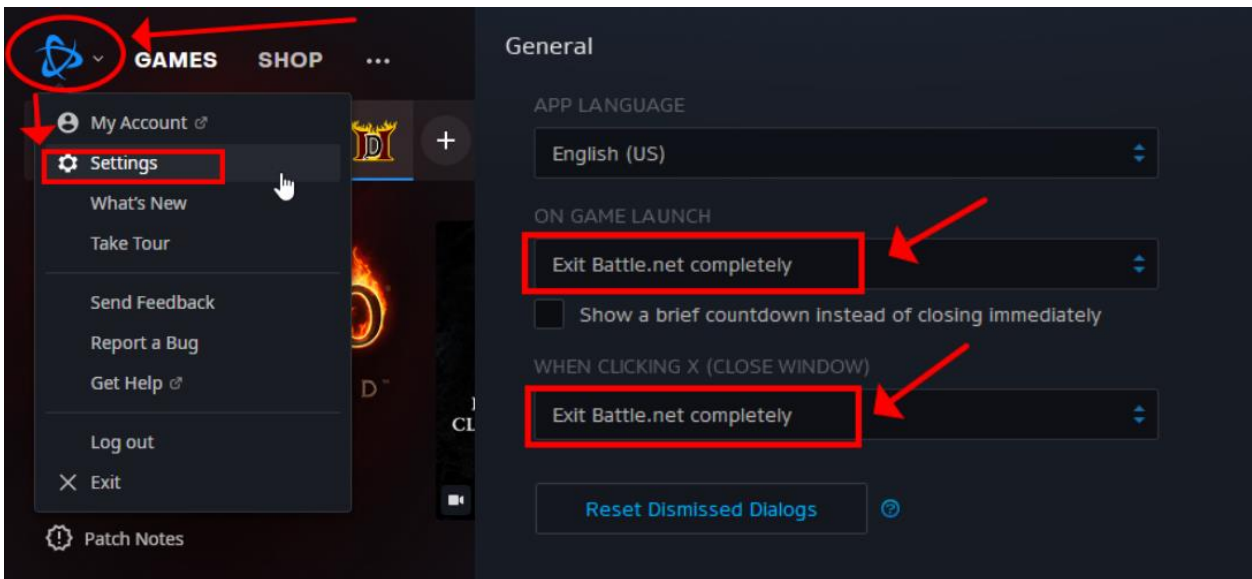 GAMES SHOP ...
My Account
Settings
What's New
Take Tour
Send Feedback
Report a Bug
Get Help
Log out
Exit
Patch Notes
D
CL
General
APP LANGUAGE
English (US)
ON GAME LAUNCH
Exit Battle.net completely
Show a brief countdown instead of closing immediately
WHEN CLICKING X (CLOSE WINDOW)
Exit Battle.net completely
Reset Dismissed Dialogs